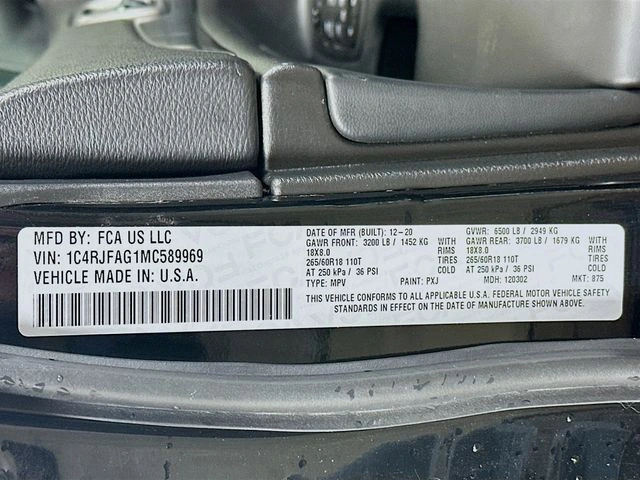 MFD BY: FCA US LLC
VIN: 1C4RJFAG1MC589969
VEHICLE MADE IN: U.S.A.
DATE OF MFR (BUILT): 12-20 GVWR: 6500 LB / 2949 KG
GAWR FRONT: 3200 LB / 1452 KG WITH GAWR REAR: 3700 LB / 1679 KG WITH
18X8.0 RIMS 18X8.0 RIMS
265/60R18 110T TIRES 265/60R18 110T TIRES
AT 250 kPa / 36 PSI COLD AT 250 kPa / 36 PSI COLD
TYPE: MPV PAINT: PXJ MDH: 120302 MKT: 875
THIS VEHICLE CONFORMS TO ALL APPLICABLE U.S.A. FEDERAL MOTOR VEHICLE SAFETY
STANDARDS IN EFFECT ON THE DATE OF MANUFACTURE SHOWN ABOVE.